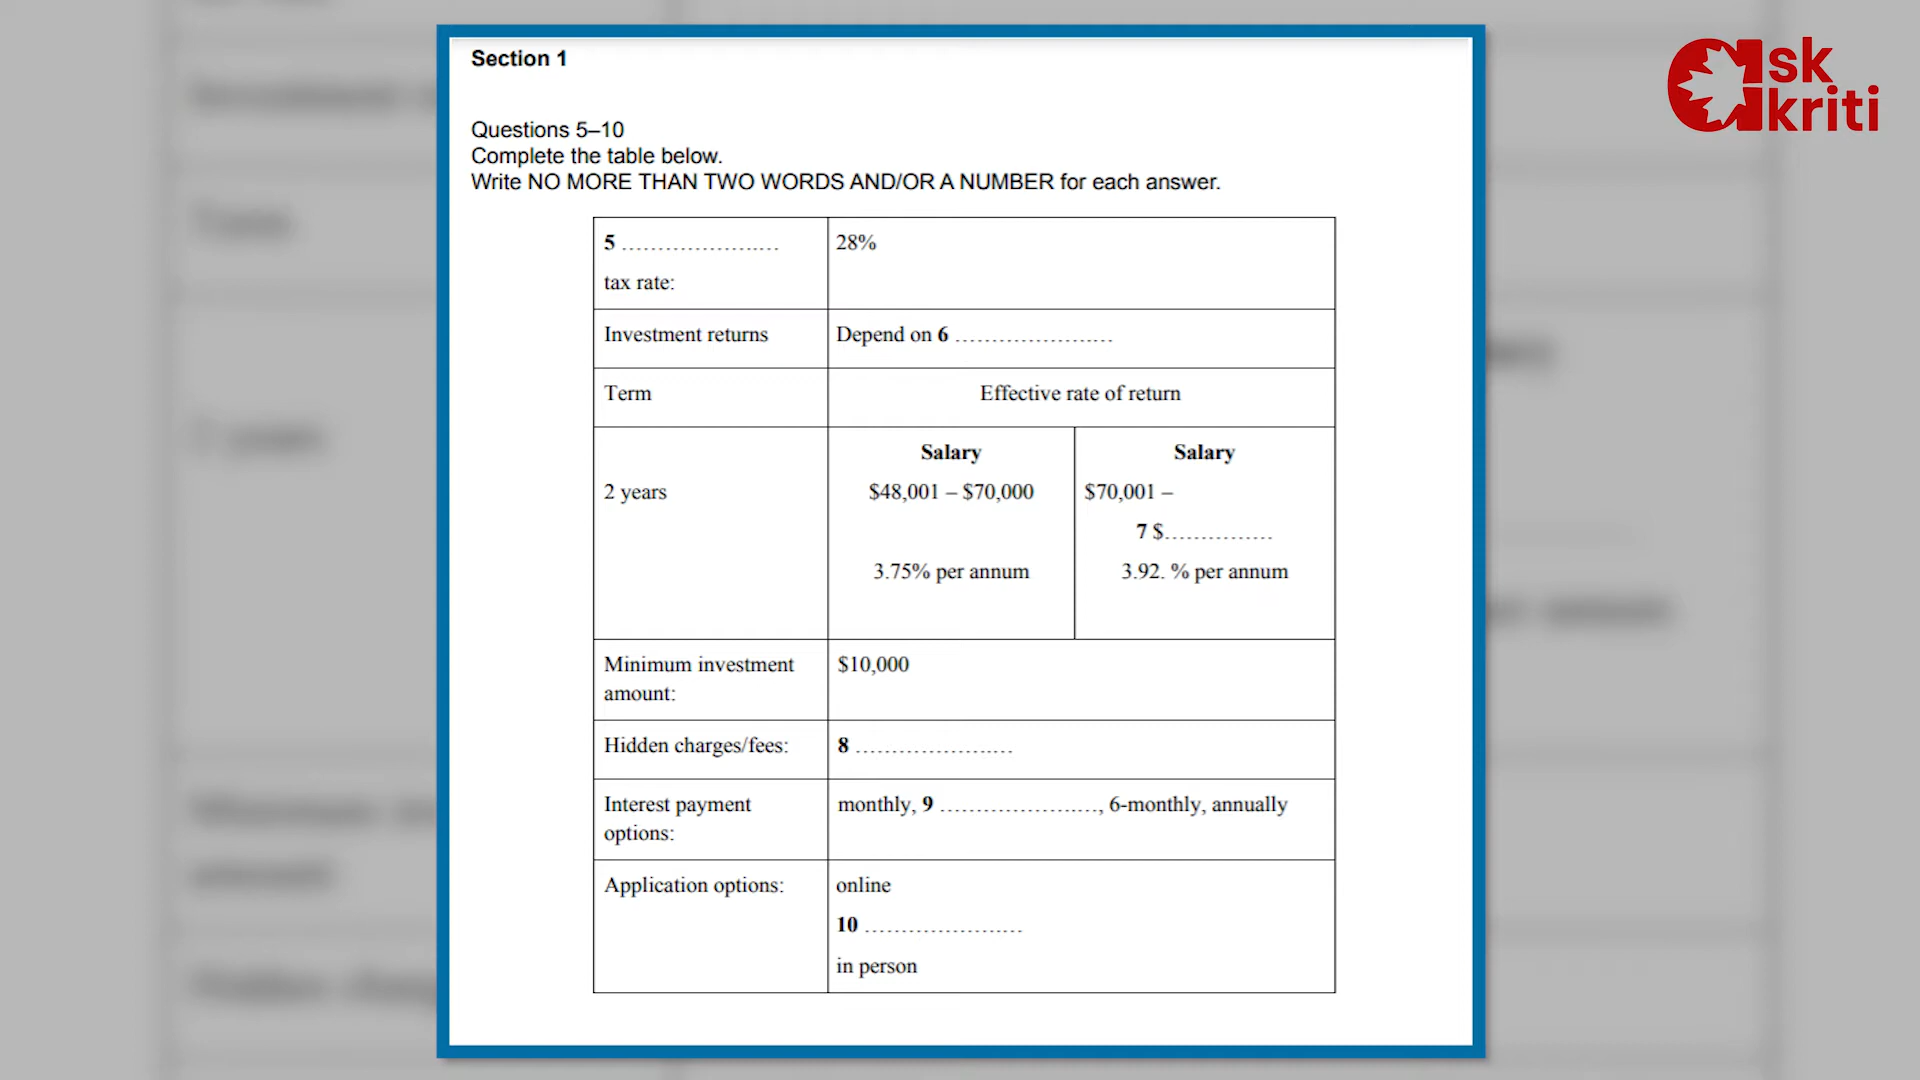 Section 1
Questions 5–10
Complete the table below.
Write NO MORE THAN TWO WORDS AND/OR A NUMBER for each answer.
5 ........................ 28%
tax rate:
Investment returns Depend on 6 ........................
Term Effective rate of return
Salary Salary
2 years $48,001 – $70,000 $70,001 –
7 $................
3.75% per annum 3.92. % per annum
Minimum investment $10,000
amount:
Hidden charges/fees: 8 ........................
Interest payment monthly, 9 ........................, 6-monthly, annually
options:
Application options: online
10 ........................
in person
ask
kriti